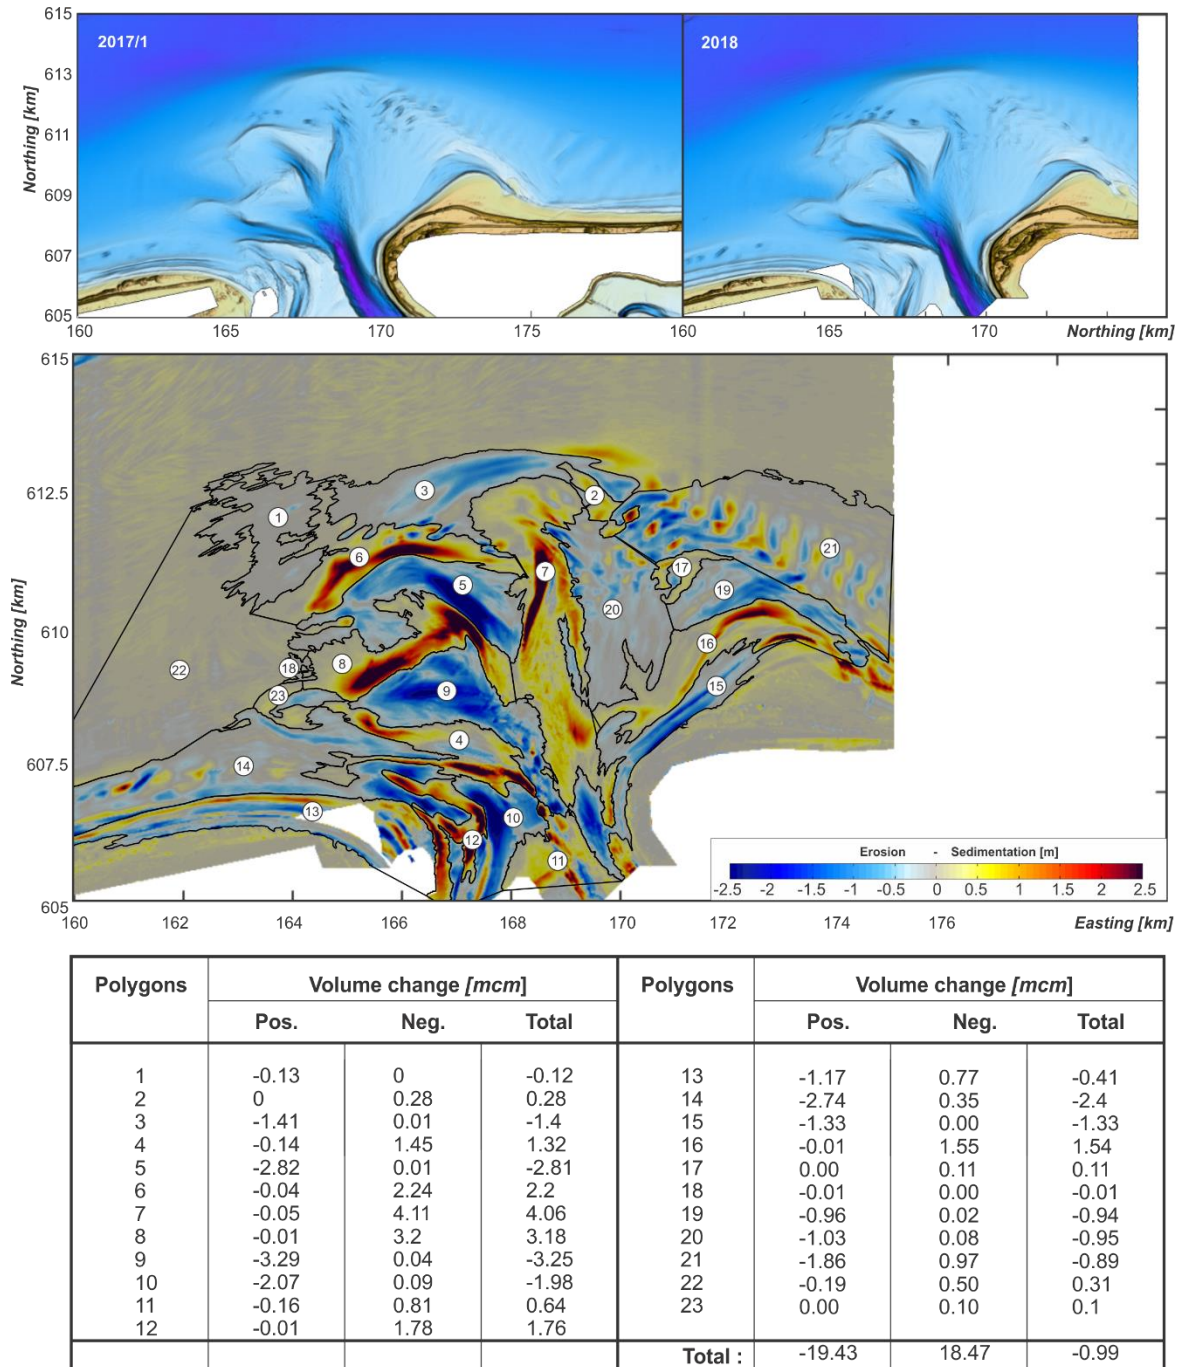 615
613
611
609
607
605
Northing [km]
2017/1
2018
160 165 170 175 160 165 170 Northing [km]
615
612.5
610
607.5
605
Northing [km]
1
2
3
4
5
6
7
8
9
10
11
12
13
14
15
16
17
18
19
20
21
22
23
Erosion - Sedimentation [m]
-2.5 -2 -1.5 -1 -0.5 0 0.5 1 1.5 2 2.5
160 162 164 166 168 170 172 174 176 Easting [km]
Polygons Volume change [mcm] Polygons Volume change [mcm]
Pos. Neg. Total Pos. Neg. Total
1 -0.13 0 -0.12 13 -1.17 0.77 -0.41
2 0 0.28 0.28 14 -2.74 0.35 -2.4
3 -1.41 0.01 -1.4 15 -1.33 0.00 -1.33
4 -0.14 1.45 1.32 16 -0.01 1.55 1.54
5 -2.82 0.01 -2.81 17 0.00 0.11 0.11
6 -0.04 2.24 2.2 18 -0.01 0.00 -0.01
7 -0.05 4.11 4.06 19 -0.96 0.02 -0.94
8 -0.01 3.2 3.18 20 -1.03 0.08 -0.95
9 -3.29 0.04 -3.25 21 -1.86 0.97 -0.89
10 -2.07 0.09 -1.98 22 -0.19 0.50 0.31
11 -0.16 0.81 0.64 23 0.00 0.10 0.1
12 -0.01 1.78 1.76
Total : -19.43 18.47 -0.99